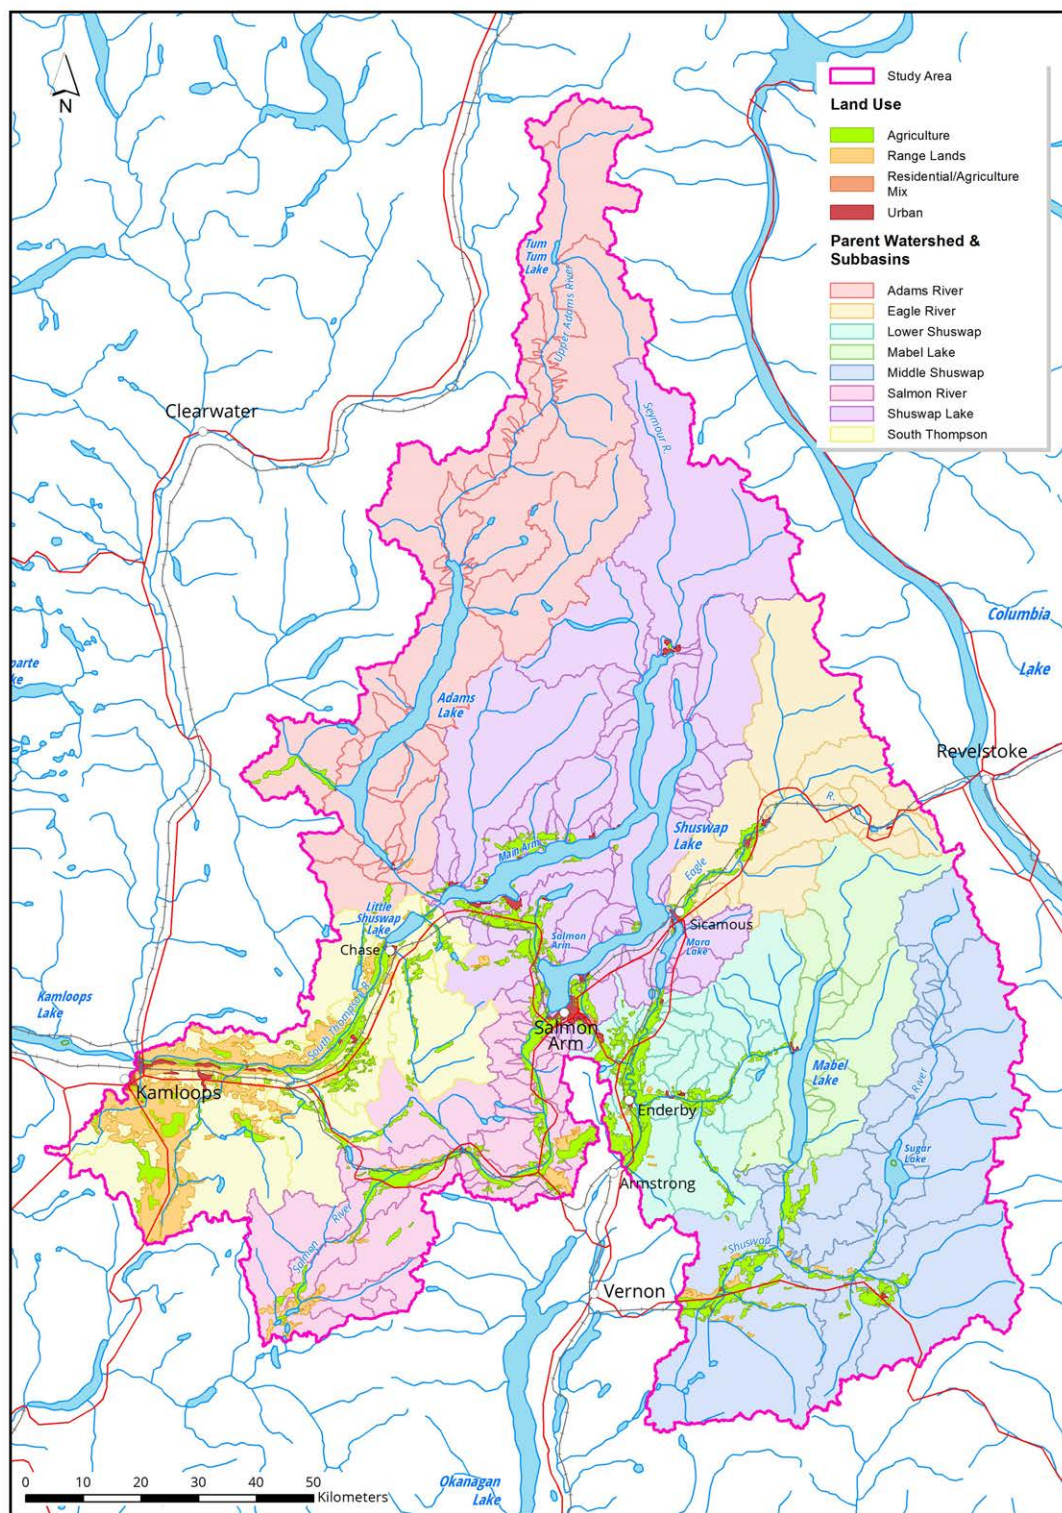 N
Study Area
Land Use
Agriculture
Range Lands
Residential/Agriculture
Mix
Urban
Parent Watershed &
Subbasins
Adams River
Eagle River
Lower Shuswap
Mabel Lake
Middle Shuswap
Salmon River
Shuswap Lake
South Thompson
Tum
Tum
Lake
Upper Adams River
Seymour R.
Clearwater
Columbia
Lake
parte
ke
Adams
Lake
Revelstoke
R.
Shuswap
Lake
Main Arm
Eagle
Little
Shuswap
Lake
Sicamous
Chase
Salmon
Arm
Mara
Lake
Kamloops
Lake
South Thompson R.
Salmon
Arm
Mabel
Lake
River
Kamloops
Enderby
Sugar
Lake
Armstrong
River
Salmon
Shuswap
Vernon
0 10 20 30 40 50
Kilometers
Okanagan
Lake